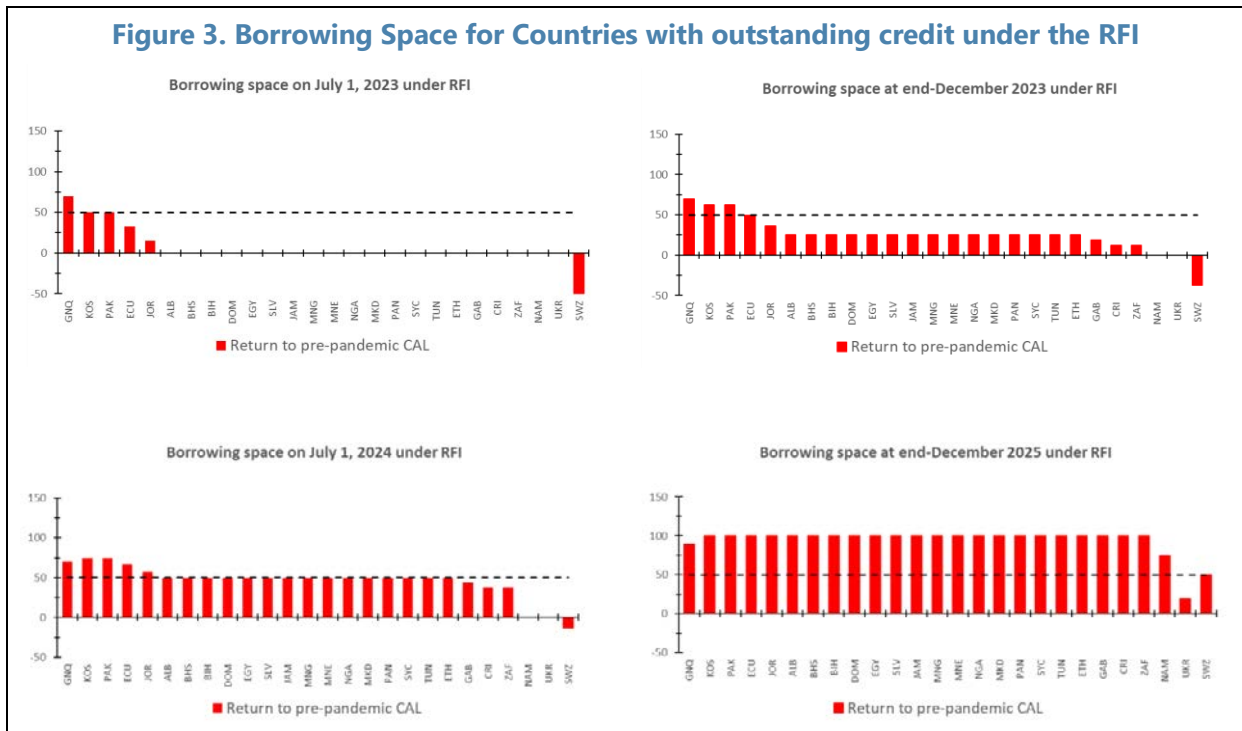 Figure 3. Borrowing Space for Countries with outstanding credit under the RFI
Borrowing space on July 1, 2023 under RFI
150
100
50
0
-50
GNQ KOS PAK ECU JOR ALB BHS BIH DOM EGY SLV JAM MNG MNE NGA MKD PAN SYC TUN ETH GAB CRI ZAF NAM UKR SWZ
Return to pre-pandemic CAL
Borrowing space at end-December 2023 under RFI
150
100
50
0
-50
GNQ KOS PAK ECU JOR ALB BHS BIH DOM EGY SLV JAM MNG MNE NGA MKD PAN SYC TUN ETH GAB CRI ZAF NAM UKR SWZ
Return to pre-pandemic CAL
Borrowing space on July 1, 2024 under RFI
150
100
50
0
-50
GNQ KOS PAK ECU JOR ALB BHS BIH DOM EGY SLV JAM MNG MNE NGA MKD PAN SYC TUN ETH GAB CRI ZAF NAM UKR SWZ
Return to pre-pandemic CAL
Borrowing space at end-December 2025 under RFI
150
100
50
0
-50
GNQ KOS PAK ECU JOR ALB BHS BIH DOM EGY SLV JAM MNG MNE NGA MKD PAN SYC TUN ETH GAB CRI ZAF NAM UKR SWZ
Return to pre-pandemic CAL